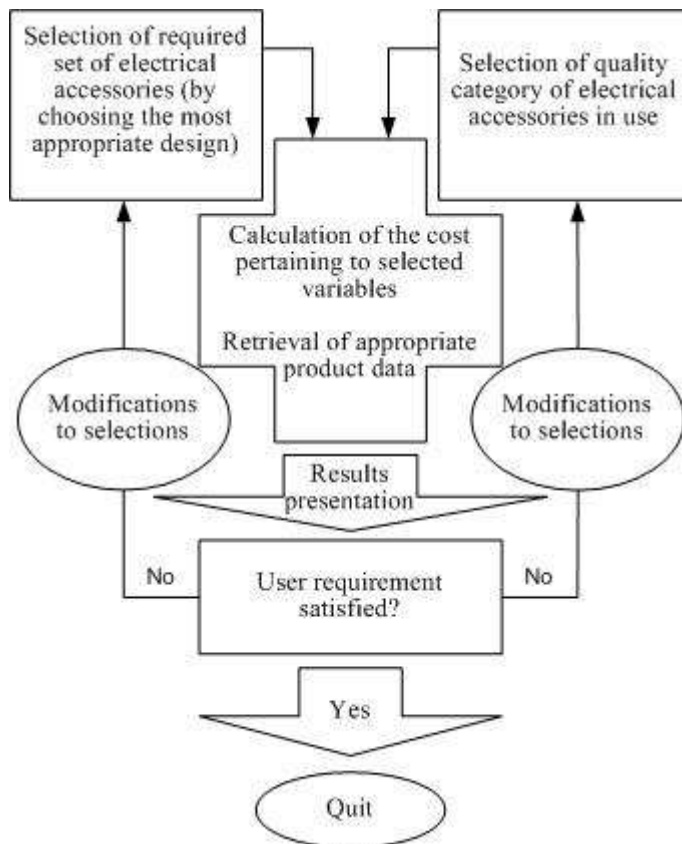 Selection of required
set of electrical
accessories (by
choosing the most
appropriate design)
Selection of quality
category of electrical
accessories in use
Calculation of the cost
pertaining to selected
variables
Retrieval of appropriate
product data
Modifications
to selections
Modifications
to selections
Results
presentation
No
User requirement
satisfied?
No
Yes
Quit